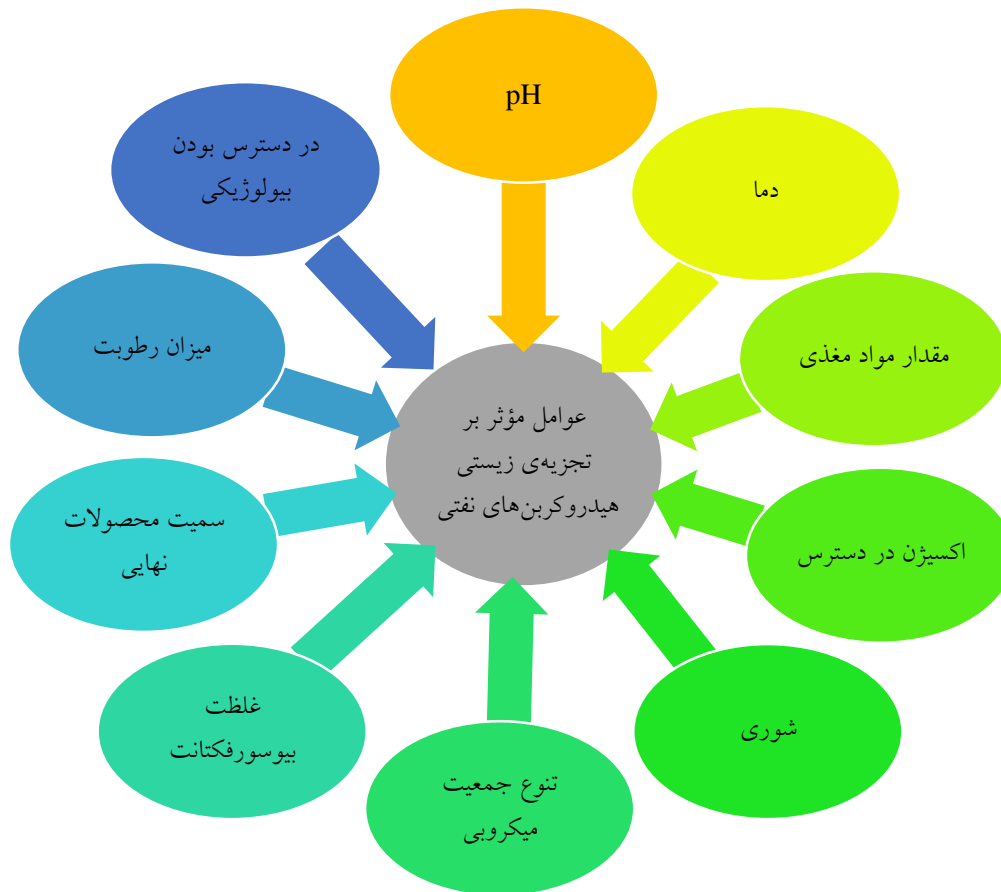 pH
دما
مقدار مواد مغذی
اکسیژن در دسترس
شوری
تنوع جمعیت
میکروبی
غلظت
بیوسورفکتانت
سمیت محصولات
نهایی
میزان رطوبت
در دسترس بودن
بیولوژیکی
عوامل مؤثر بر
تجزیه‌ی زیستی
هیدروکربن‌های نفتی